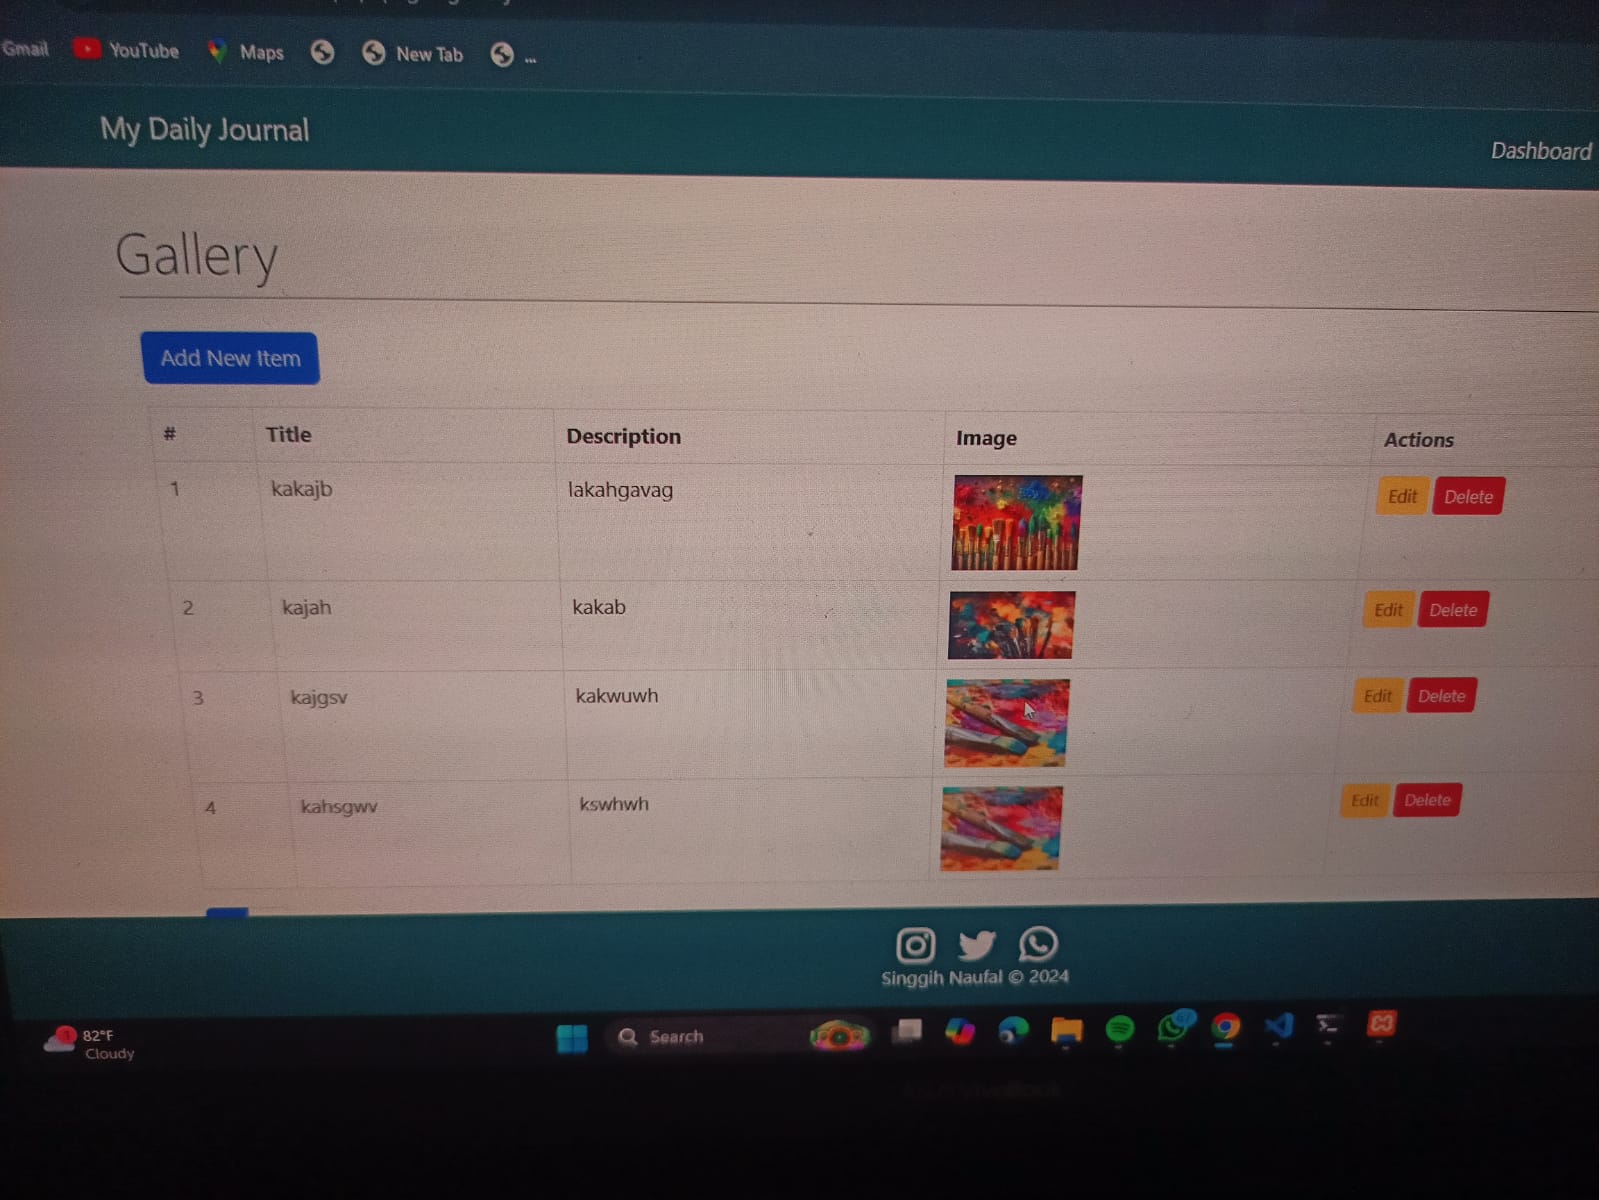 Gmail YouTube Maps New Tab ...
My Daily Journal
Dashboard
Gallery
Add New Item
# Title Description Image Actions
1 kakajb lakahgavag Edit Delete
2 kajah kakab Edit Delete
3 kajgsv kakwuwh Edit Delete
4 kahsgwv kswhwh Edit Delete
Singgih Naufal © 2024
82°F
Cloudy
Search